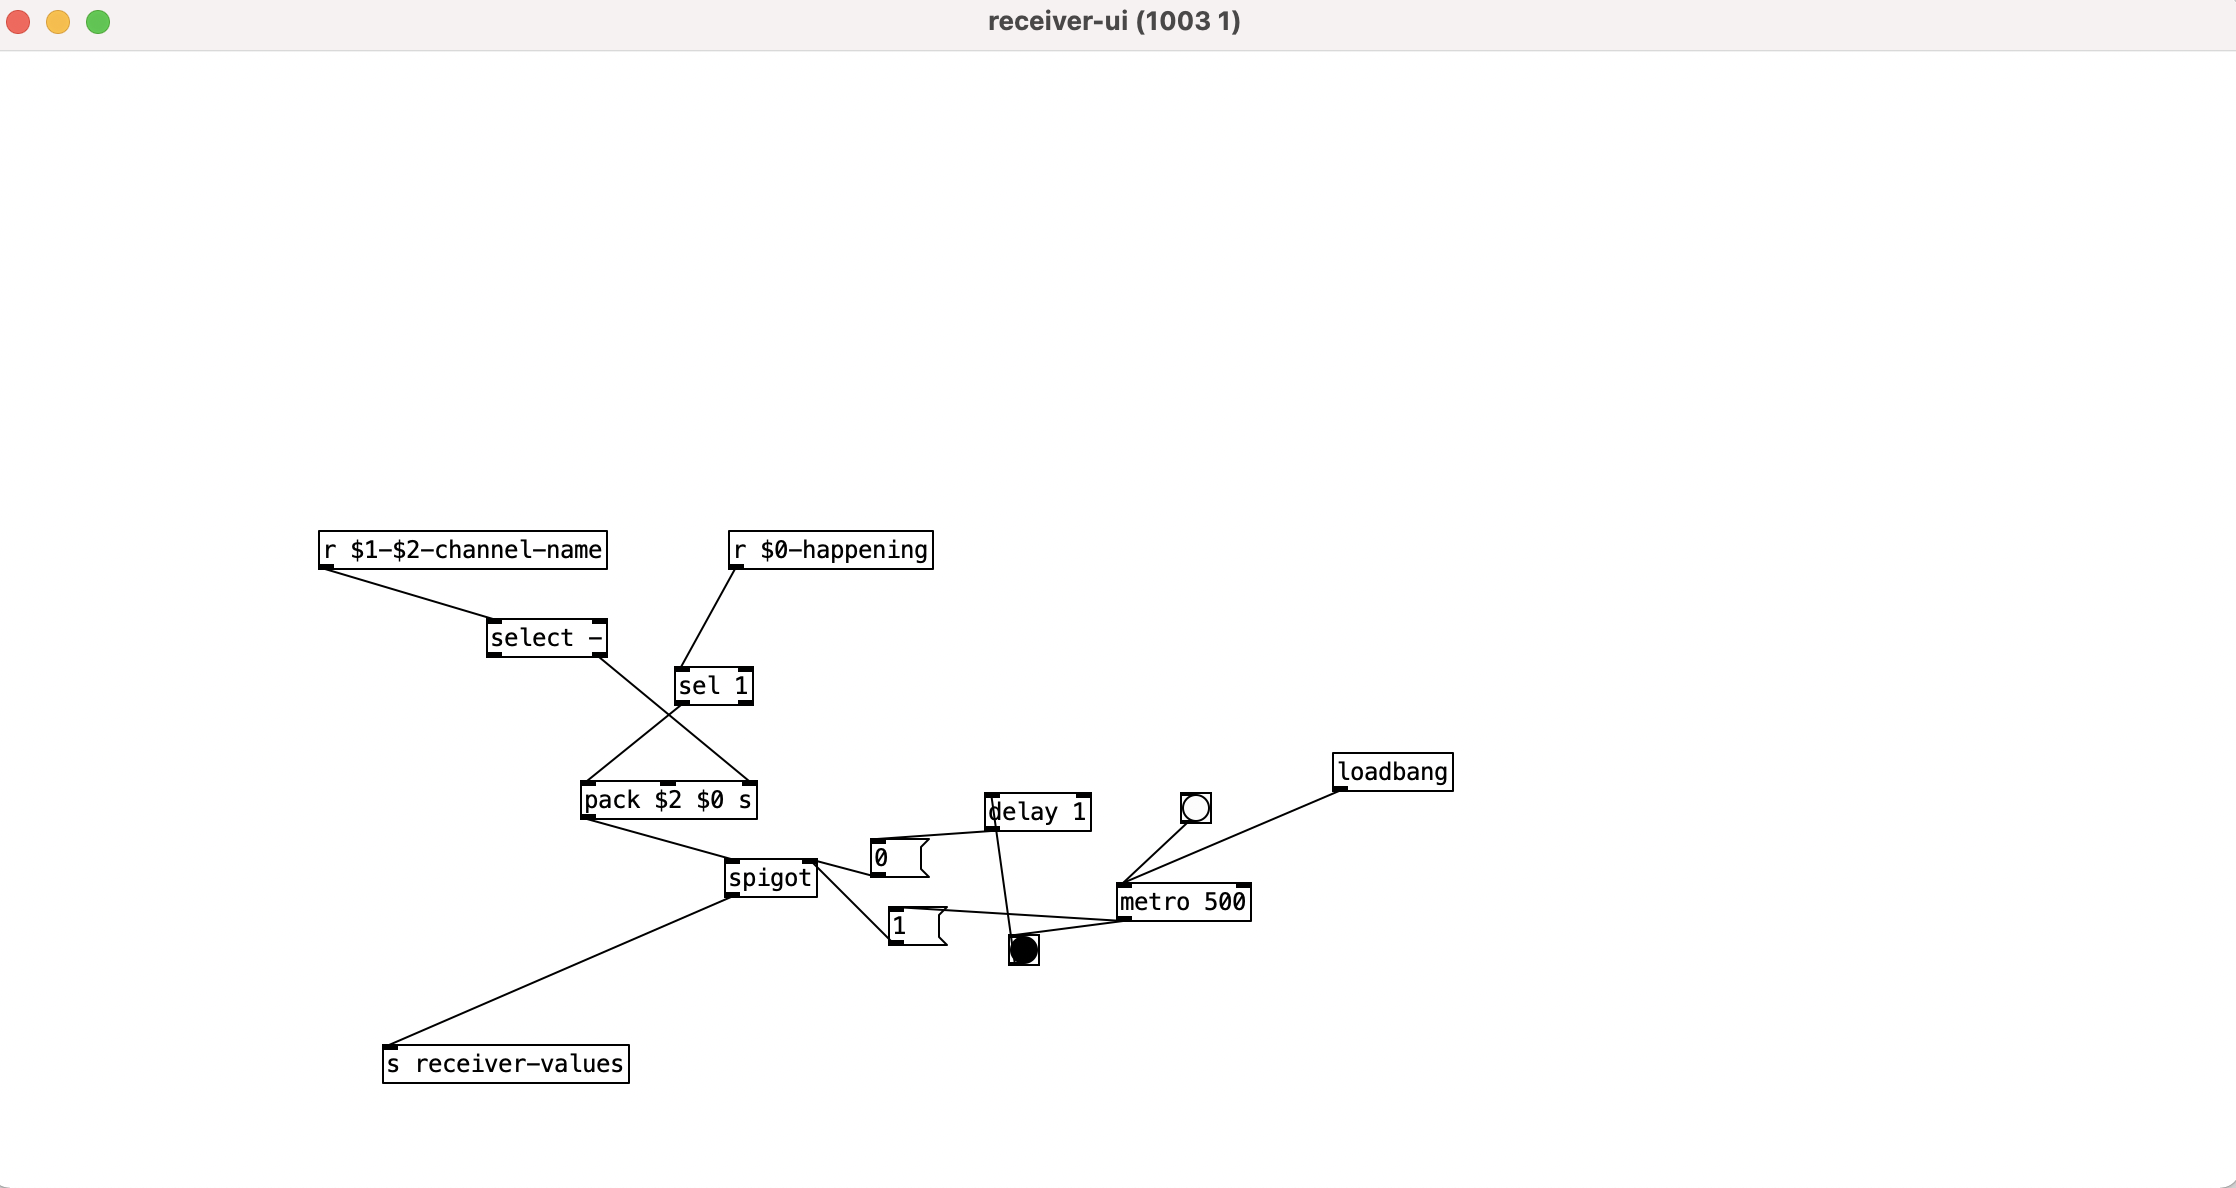 receiver-ui (1003 1)
r $1-$2-channel-name
r $0-happening
select -
sel 1
loadbang
pack $2 $0 s
delay 1
0
spigot
metro 500
1
s receiver-values